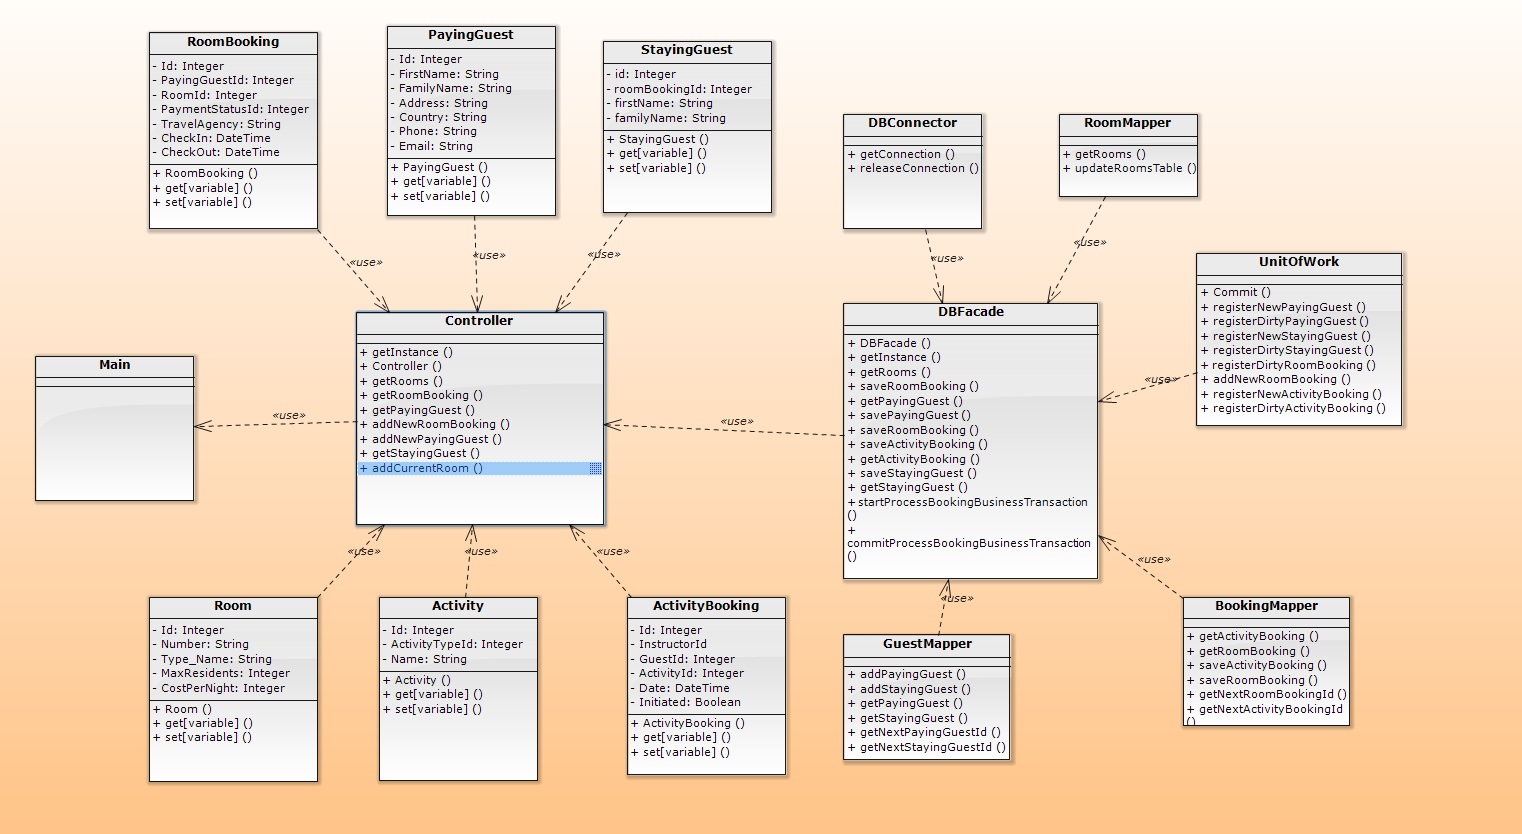 RoomBooking
- Id: Integer
- PayingGuestId: Integer
- RoomId: Integer
- PaymentStatusId: Integer
- TravelAgency: String
- CheckIn: DateTime
- CheckOut: DateTime
+ RoomBooking ()
+ get[variable] ()
+ set[variable] ()
PayingGuest
- Id: Integer
- FirstName: String
- FamilyName: String
- Address: String
- Country: String
- Phone: String
- Email: String
+ PayingGuest ()
+ get[variable] ()
+ set[variable] ()
StayingGuest
- id: Integer
- roomBookingId: Integer
- firstName: String
- familyName: String
+ StayingGuest ()
+ get[variable] ()
+ set[variable] ()
DBConnector
+ getConnection ()
+ releaseConnection ()
RoomMapper
+ getRooms ()
+ updateRoomsTable ()
«use»
«use»
«use»
«use»
«use»
UnitOfWork
+ Commit ()
+ registerNewPayingGuest ()
+ registerDirtyPayingGuest ()
+ registerNewStayingGuest ()
+ registerDirtyStayingGuest ()
+ registerDirtyRoomBooking ()
+ addNewRoomBooking ()
+ registerNewActivityBooking ()
+ registerDirtyActivityBooking ()
Main
«use»
Controller
+ getInstance ()
+ Controller ()
+ getRooms ()
+ getRoomBooking ()
+ getPayingGuest ()
+ addNewRoomBooking ()
+ addNewPayingGuest ()
+ getStayingGuest ()
+ addCurrentRoom ()
«use»
DBFacade
+ DBFacade ()
+ getInstance ()
+ getRooms ()
+ saveRoomBooking ()
+ getPayingGuest ()
+ savePayingGuest ()
+ saveRoomBooking ()
+ saveActivityBooking ()
+ getActivityBooking ()
+ saveStayingGuest ()
+ getStayingGuest ()
+ startProcessBookingBusinessTransaction
()
+
commitProcessBookingBusinessTransaction
()
«use»
«use»
«use»
«use»
«use»
«use»
Room
- Id: Integer
- Number: String
- Type_Name: String
- MaxResidents: Integer
- CostPerNight: Integer
+ Room ()
+ get[variable] ()
+ set[variable] ()
Activity
- Id: Integer
- ActivityTypeId: Integer
- Name: String
+ Activity ()
+ get[variable] ()
+ set[variable] ()
ActivityBooking
- Id: Integer
- InstructorId
- GuestId: Integer
- ActivityId: Integer
- Date: DateTime
- Initiated: Boolean
+ ActivityBooking ()
+ get[variable] ()
+ set[variable] ()
GuestMapper
+ addPayingGuest ()
+ addStayingGuest ()
+ getPayingGuest ()
+ getStayingGuest ()
+ getNextPayingGuestId ()
+ getNextStayingGuestId ()
BookingMapper
+ getActivityBooking ()
+ getRoomBooking ()
+ saveActivityBooking ()
+ saveRoomBooking ()
+ getNextRoomBookingId ()
+ getNextActivityBookingId
()